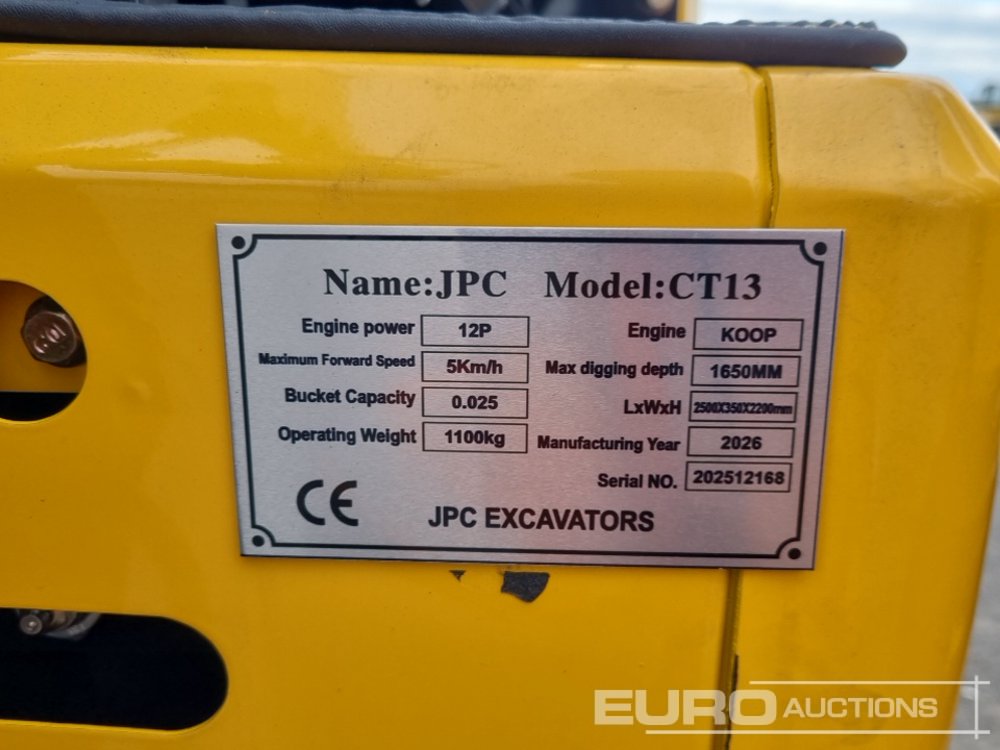 Name:JPC Model:CT13
Engine power 12P Engine KOOP
Maximum Forward Speed 5Km/h Max digging depth 1650MM
Bucket Capacity 0.025 LxWxH 2500X350X2200mm
Operating Weight 1100kg Manufacturing Year 2026
Serial NO. 202512168
CE JPC EXCAVATORS
EURO AUCTIONS